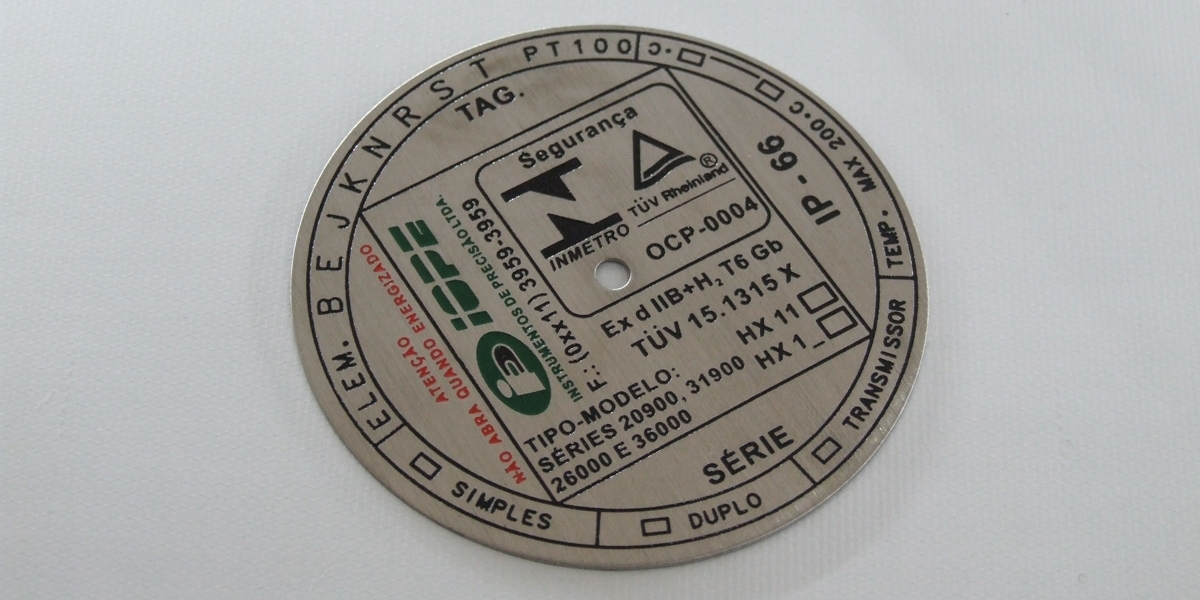 ELEM. B E J K N R S T PT100
°C
TEMP. MAX 200°C
TRANSMISSOR
DUPLO
SIMPLES
TAG.
Segurança
INMETRO
TÜV Rheinland®
OCP-0004
IP-66
iope
INSTRUMENTOS DE PRECISÃO LTDA.
F.: (0xx11) 3959-3959
ATENÇÃO
NÃO ABRA QUANDO ENERGIZADO
Ex d IIB+H₂ T6 Gb
TÜV 15.1315 X
HX 11
HX 1_
TIPO-MODELO:
SÉRIES 20900, 31900
26000 E 36000
SÉRIE